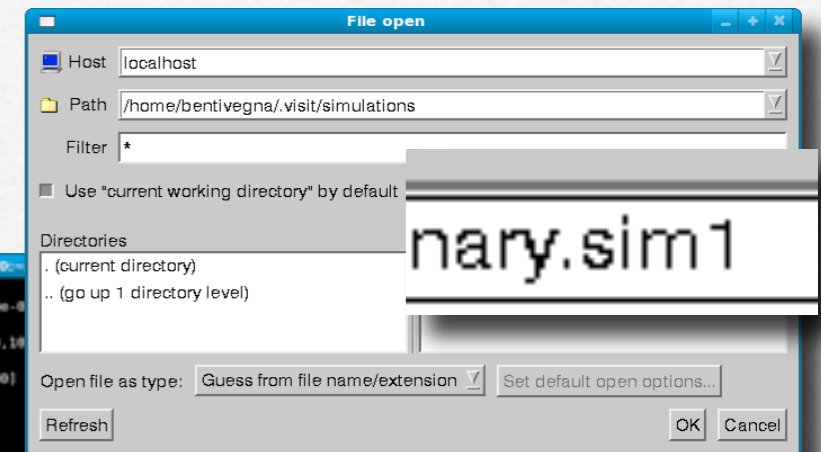 File open
Host localhost
Path /home/bentivegna/.visit/simulations
Filter *
Use "current working directory" by default
nary.sim1
Directories
. (current directory)
.. (go up 1 directory level)
Open file as type: Guess from file name/extension Set default open options...
Refresh OK Cancel